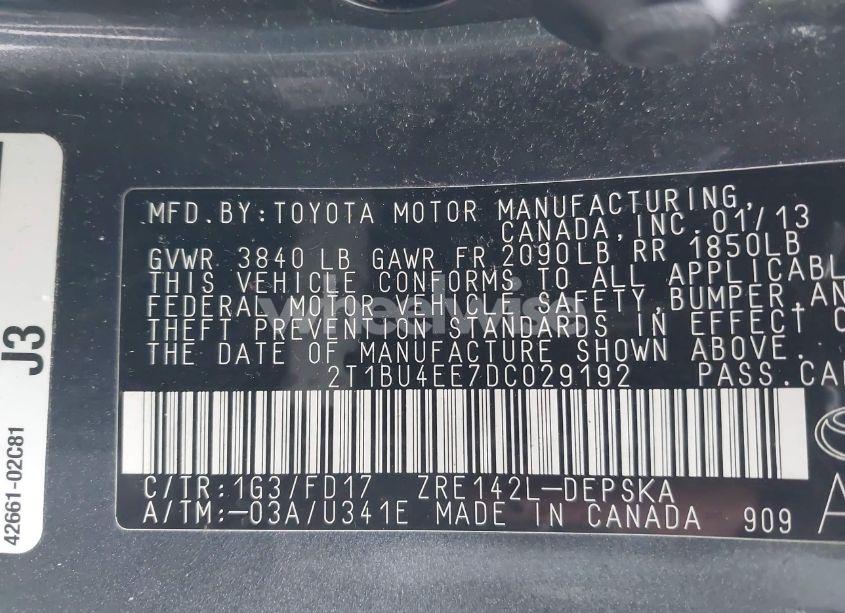 MFD.BY:TOYOTA MOTOR MANUFACTURING,
CANADA,INC. 01/13
GVWR 3840 LB GAWR FR 2090LB RR 1850LB
THIS VEHICLE CONFORMS TO ALL APPLICABL
FEDERAL MOTOR VEHICLE SAFETY,BUMPER,AN
THEFT PREVENTION STANDARDS IN EFFECT O
THE DATE OF MANUFACTURE SHOWN ABOVE.
2T1BU4EE7DC029192 PASS.CAR
C/TR:1G3/FD17 ZRE142L-DEPSKA
A/TM:-03A/U341E MADE IN CANADA 909
J3
42661-02C81
wheelwise